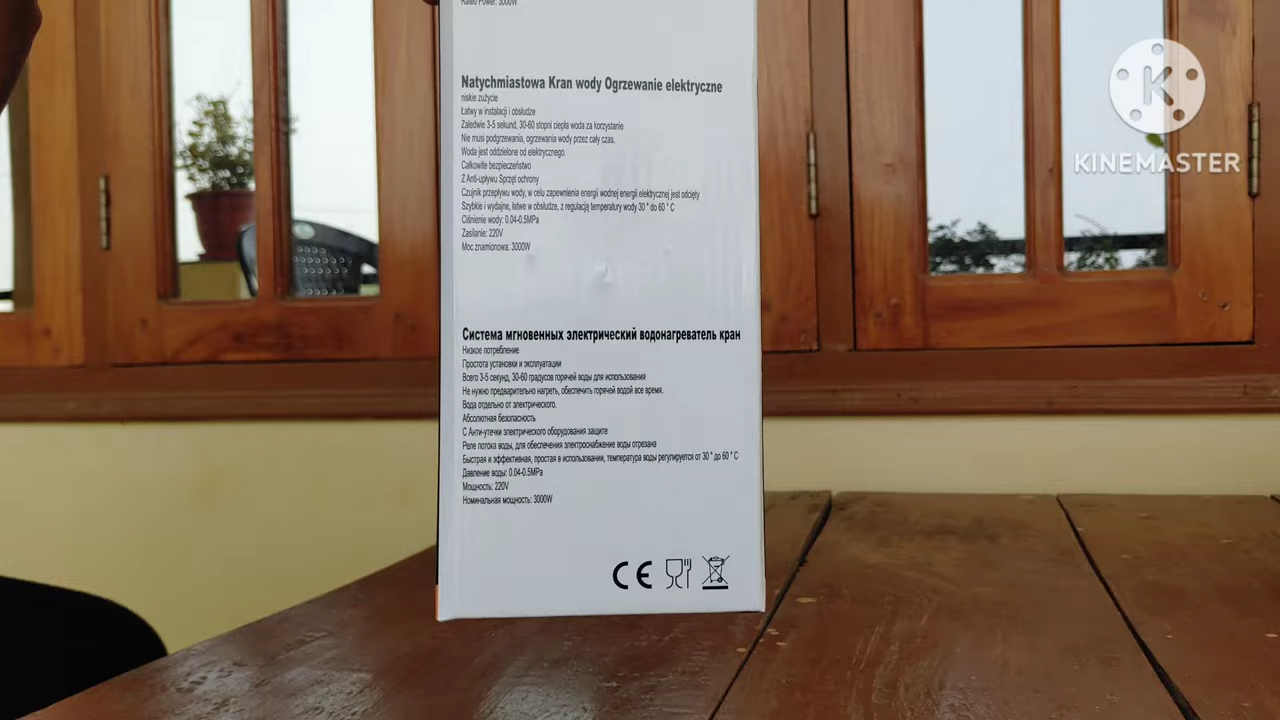 Rated Power: 3000W
Natychmiastowa Kran wody Ogrzewanie elektryczne
niskie zużycie
Łatwy w instalacji i obsłudze
Zaledwie 3-5 sekund, 30-60 stopni ciepła woda za korzystanie
Nie musi podgrzewania, ogrzewania wody przez cały czas,
Woda jest oddzielone od elektrycznego.
Całkowite bezpieczeństwo
Z Anti-upływu Sprzęt ochrony
Czujnik przepływu wody, w celu zapewnienia energii wodnej energii elektrycznej jest odcięty
Szybkie i wydajne, łatwe w obsłudze, z regulacją temperatury wody 30 ° do 60 ° C
Ciśnienie wody: 0.04-0.5MPa
Zasilanie: 220V
Moc znamionowa: 3000W
Система мгновенных электрический водонагреватель кран
Низкое потребление
Простота установки и эксплуатации
Всего 3-5 секунд, 30-60 градусов горячей воды для использования
Не нужно предварительно нагреть, обеспечить горячей водой все время.
Вода отдельно от электрического.
Абсолютная безопасность
С Анти-утечки электрического оборудования защите
Реле потока воды, для обеспечения электроснабжение воды отрезана
Быстрая и эффективная, простая в использовании, температура воды регулируется от 30 ° до 60 ° C
Давление воды: 0.04-0.5MPa
Мощность: 220V
Номинальная мощность: 3000W
CE
K
KINEMASTER